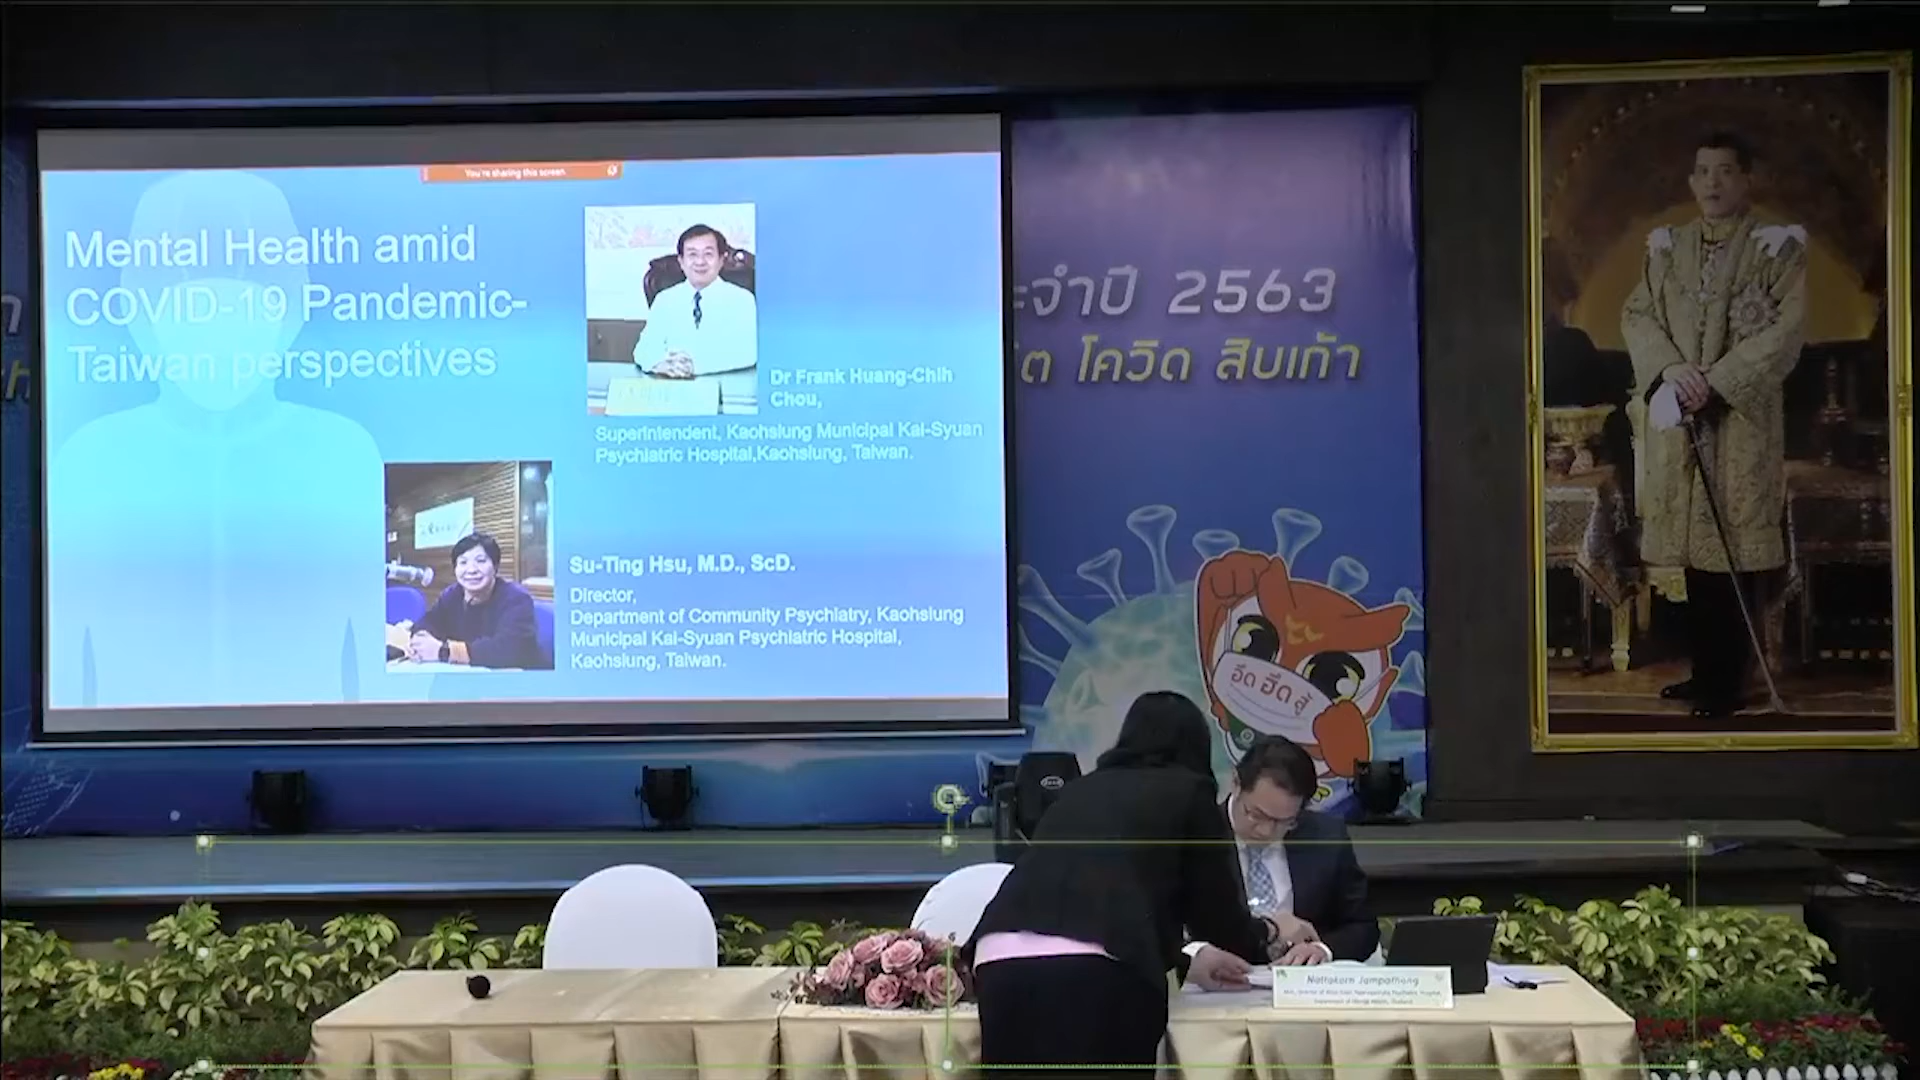 You're sharing this screen
Mental Health amid
COVID-19 Pandemic-
Taiwan perspectives
Dr Frank Huang-Chih
Chou,
Superintendent, Kaohsiung Municipal Kai-Syuan
Psychiatric Hospital,Kaohsiung, Taiwan.
Su-Ting Hsu, M.D., ScD.
Director,
Department of Community Psychiatry, Kaohsiung
Municipal Kai-Syuan Psychiatric Hospital,
Kaohsiung, Taiwan.
ะจำปี 2563
ต โควิด สิบเก้า
อึด ฮึด สู้
Nattakorn Jampathong